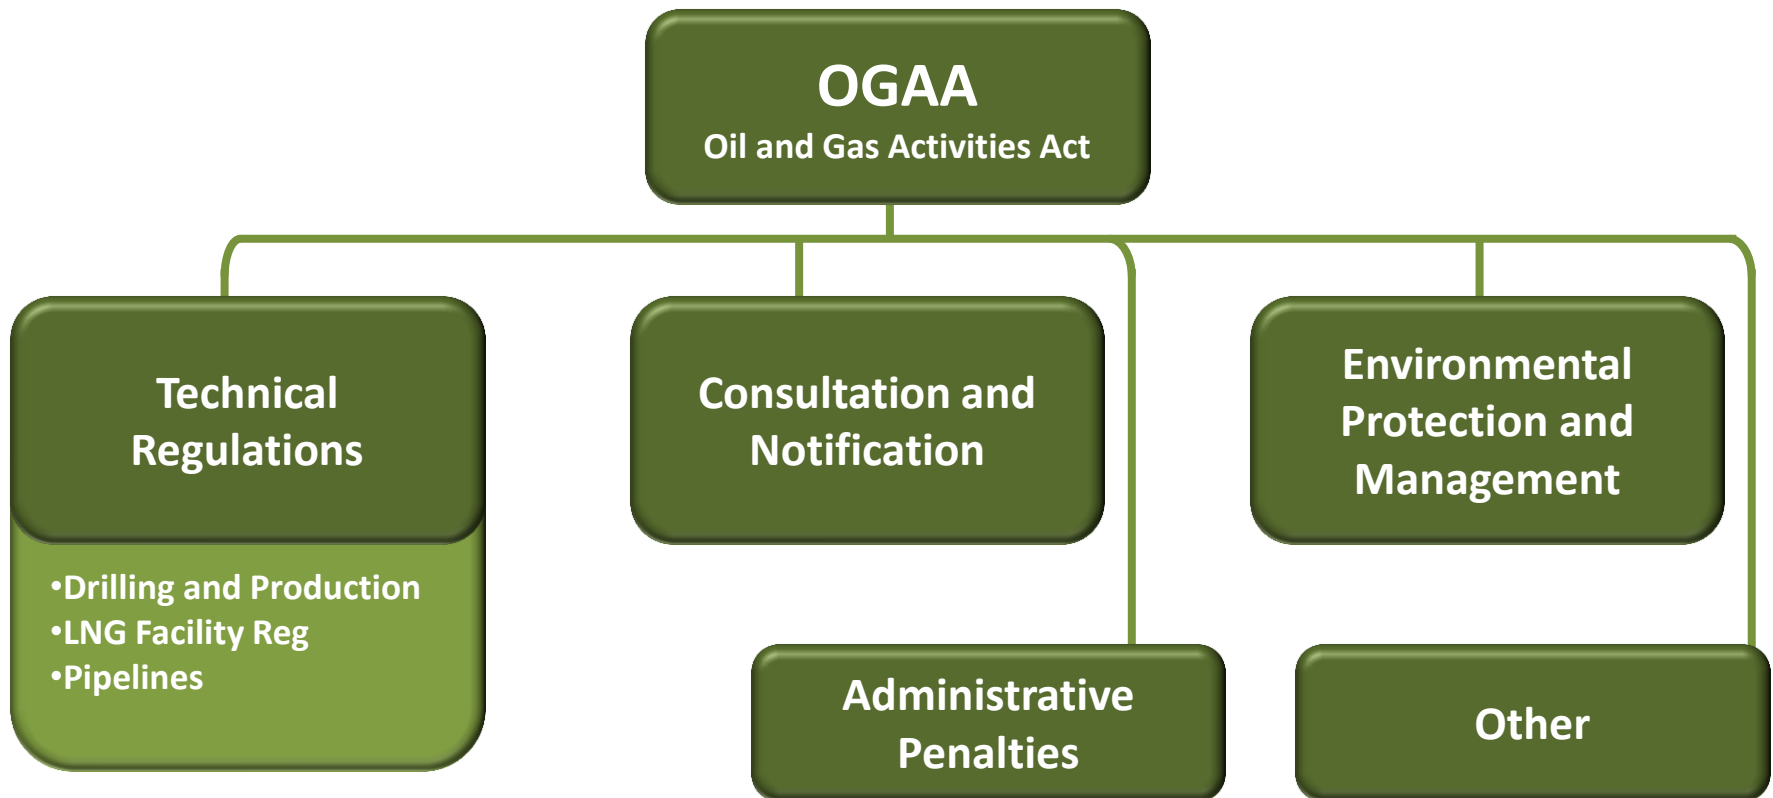 OGAA
Oil and Gas Activities Act
Technical
Regulations
•Drilling and Production
•LNG Facility Reg
•Pipelines
Consultation and
Notification
Environmental
Protection and
Management
Administrative
Penalties
Other